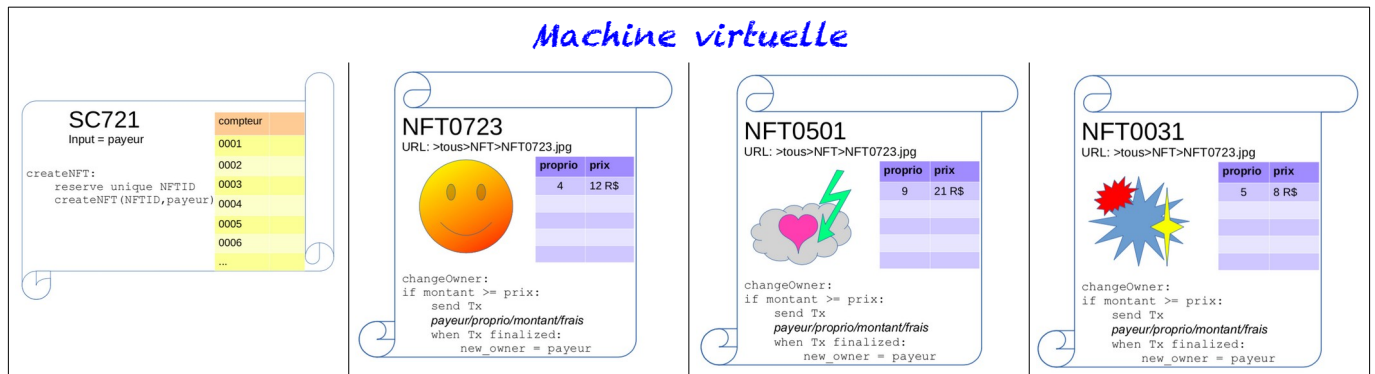 Machine virtuelle
SC721
Input = payeur
createNFT:
reserve unique NFTID
createNFT(NFTID,payeur)
compteur
0001
0002
0003
0004
0005
0006
...
NFT0723
URL: >tous>NFT>NFT0723.jpg
proprio prix
4 12 R$
changeOwner:
if montant >= prix:
send Tx
payeur/proprio/montant/frais
when Tx finalized:
new_owner = payeur
NFT0501
URL: >tous>NFT>NFT0723.jpg
proprio prix
9 21 R$
changeOwner:
if montant >= prix:
send Tx
payeur/proprio/montant/frais
when Tx finalized:
new_owner = payeur
NFT0031
URL: >tous>NFT>NFT0723.jpg
proprio prix
5 8 R$
changeOwner:
if montant >= prix:
send Tx
payeur/proprio/montant/frais
when Tx finalized:
new_owner = payeur